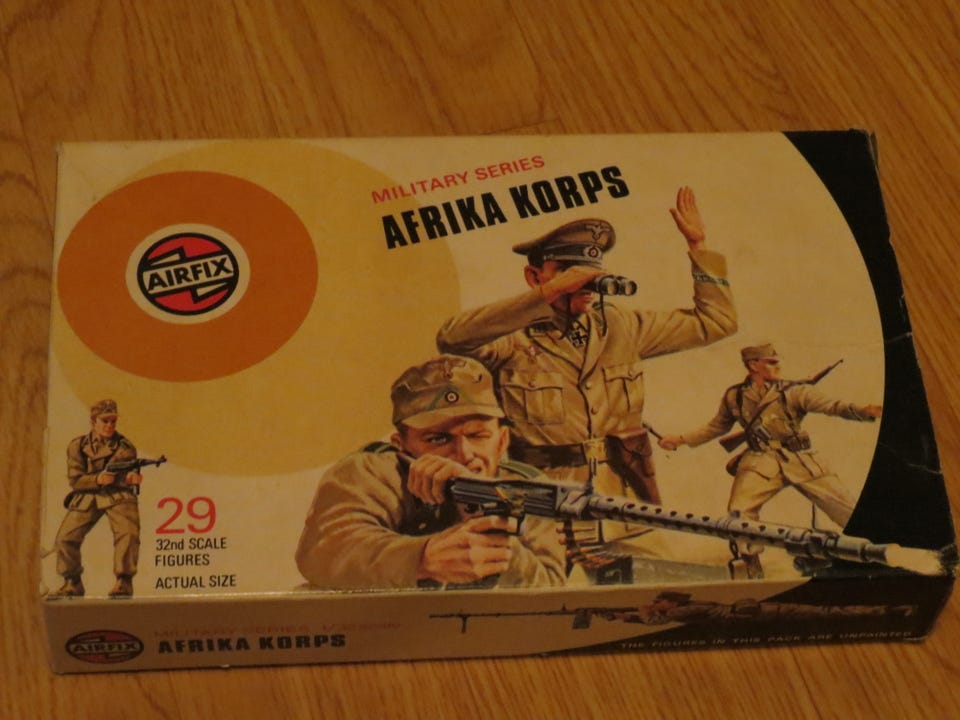 MILITARY SERIES
AFRIKA KORPS
AIRFIX
29
32nd SCALE
FIGURES
ACTUAL SIZE
AIRFIX
MILITARY SERIES
AFRIKA KORPS
THE FIGURES IN THIS PACK ARE UNPAINTED